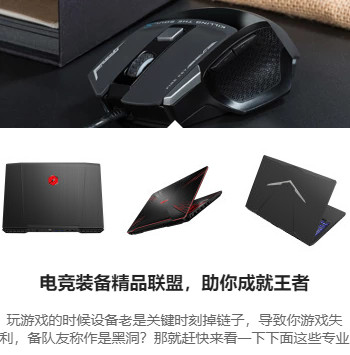 KILLING THE SOUL
电竞装备精品联盟，助你成就王者
玩游戏的时候设备老是关键时刻掉链子，导致你游戏失
利，备队友称作是黑洞？那就赶快来看一下下面这些专业